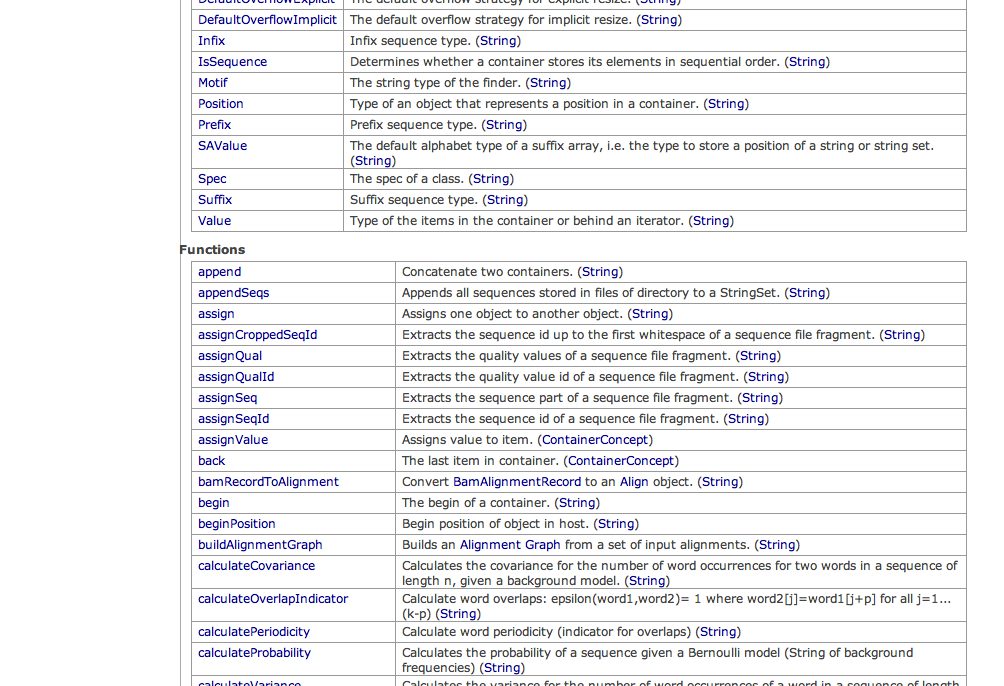 DefaultOverflowExplicit The default overflow strategy for explicit resize. (String)
DefaultOverflowImplicit The default overflow strategy for implicit resize. (String)
Infix Infix sequence type. (String)
IsSequence Determines whether a container stores its elements in sequential order. (String)
Motif The string type of the finder. (String)
Position Type of an object that represents a position in a container. (String)
Prefix Prefix sequence type. (String)
SAValue The default alphabet type of a suffix array, i.e. the type to store a position of a string or string set.
(String)
Spec The spec of a class. (String)
Suffix Suffix sequence type. (String)
Value Type of the items in the container or behind an iterator. (String)
Functions
append Concatenate two containers. (String)
appendSeqs Appends all sequences stored in files of directory to a StringSet. (String)
assign Assigns one object to another object. (String)
assignCroppedSeqId Extracts the sequence id up to the first whitespace of a sequence file fragment. (String)
assignQual Extracts the quality values of a sequence file fragment. (String)
assignQualId Extracts the quality value id of a sequence file fragment. (String)
assignSeq Extracts the sequence part of a sequence file fragment. (String)
assignSeqId Extracts the sequence id of a sequence file fragment. (String)
assignValue Assigns value to item. (ContainerConcept)
back The last item in container. (ContainerConcept)
bamRecordToAlignment Convert BamAlignmentRecord to an Align object. (String)
begin The begin of a container. (String)
beginPosition Begin position of object in host. (String)
buildAlignmentGraph Builds an Alignment Graph from a set of input alignments. (String)
calculateCovariance Calculates the covariance for the number of word occurrences for two words in a sequence of
length n, given a background model. (String)
calculateOverlapIndicator Calculate word overlaps: epsilon(word1,word2)= 1 where word2[j]=word1[j+p] for all j=1...
(k-p) (String)
calculatePeriodicity Calculate word periodicity (indicator for overlaps) (String)
calculateProbability Calculates the probability of a sequence given a Bernoulli model (String of background
frequencies) (String)
calculateVariance Calculates the variance for the number of word occurrences of a word in a sequence of length